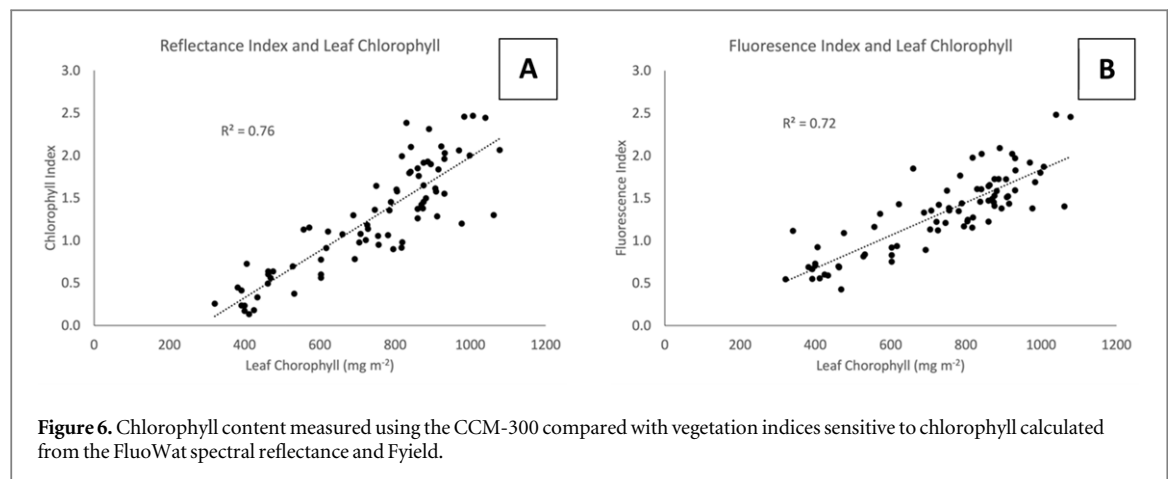 Reflectance Index and Leaf Chlorophyll
A
3.0
2.5
2.0
1.5
1.0
0.5
0.0
Chlorophyll Index
R² = 0.76
0 200 400 600 800 1000 1200
Leaf Chorophyll (mg m⁻²)
Fluoresence Index and Leaf Chlorophyll
B
3.0
2.5
2.0
1.5
1.0
0.5
0.0
Fluorescence Index
R² = 0.72
0 200 400 600 800 1000 1200
Leaf Chorophyll (mg m⁻²)
Figure 6. Chlorophyll content measured using the CCM-300 compared with vegetation indices sensitive to chlorophyll calculated
from the FluoWat spectral reflectance and Fyield.